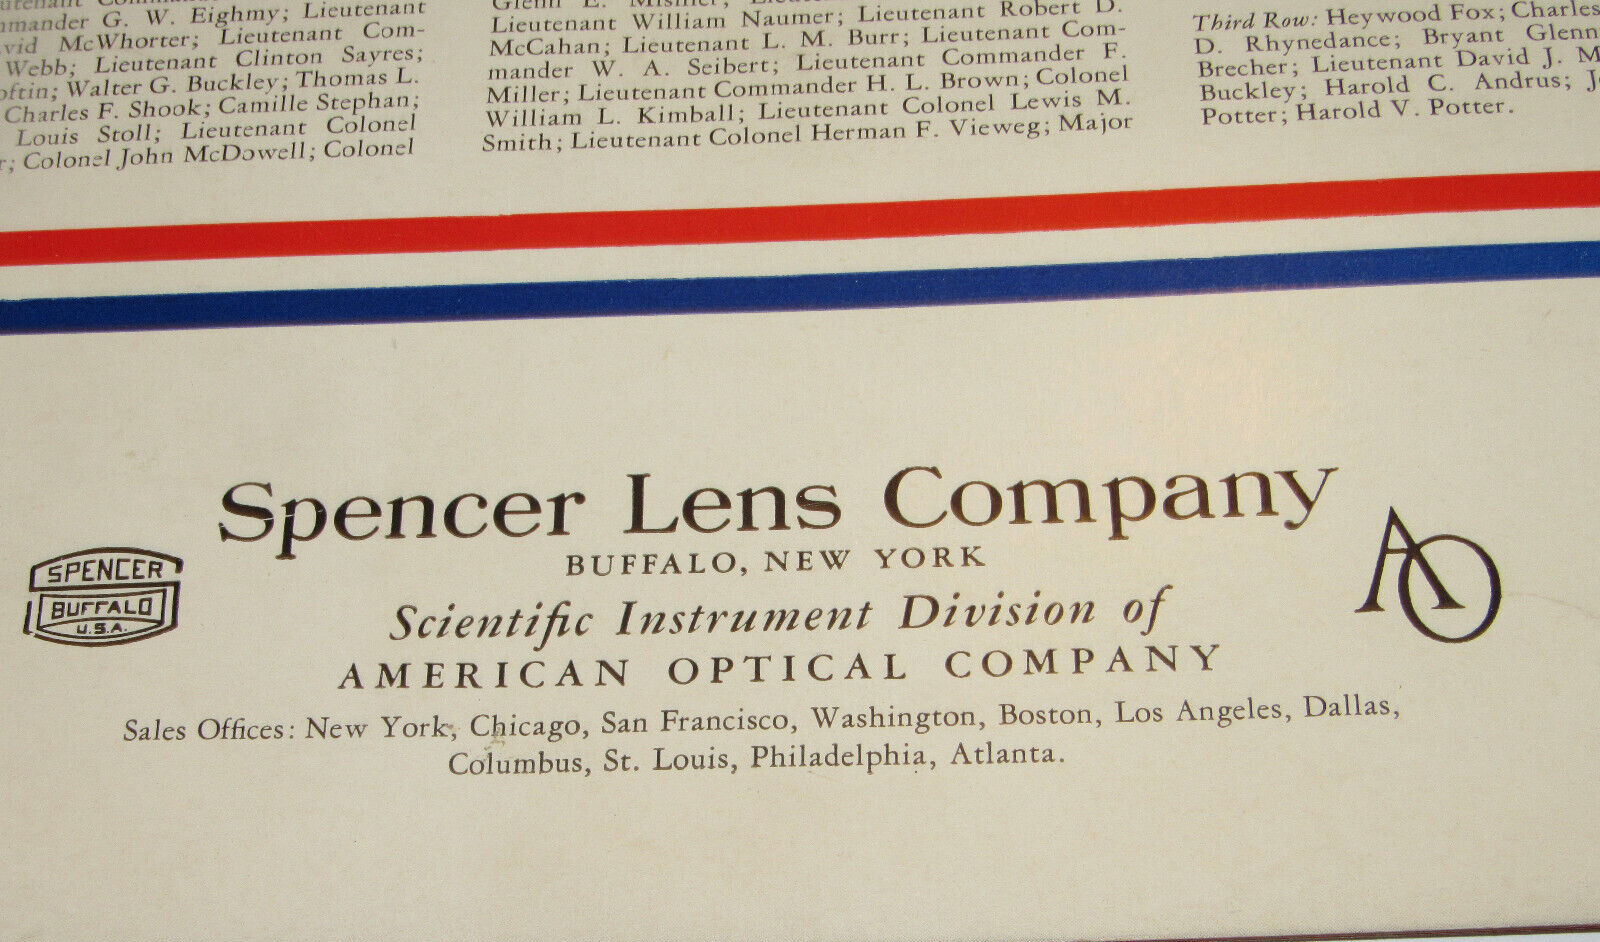 mander G. W. Eighmy; Lieutenant
vid McWhorter; Lieutenant Com-
Webb; Lieutenant Clinton Sayres;
oftin; Walter G. Buckley; Thomas L.
Charles F. Shook; Camille Stephan;
Louis Stoll; Lieutenant Colonel
r; Colonel John McDowell; Colonel
Lieutenant William Naumer; Lieutenant Robert D.
McCahan; Lieutenant L. M. Burr; Lieutenant Com-
mander W. A. Seibert; Lieutenant Commander F.
Miller; Lieutenant Commander H. L. Brown; Colonel
William L. Kimball; Lieutenant Colonel Lewis M.
Smith; Lieutenant Colonel Herman F. Vieweg; Major
Third Row: Heywood Fox; Charles
D. Rhynedance; Bryant Glenn
Brecher; Lieutenant David J. M
Buckley; Harold C. Andrus; J
Potter; Harold V. Potter.
Spencer Lens Company
BUFFALO, NEW YORK
Scientific Instrument Division of
AMERICAN OPTICAL COMPANY
Sales Offices: New York, Chicago, San Francisco, Washington, Boston, Los Angeles, Dallas,
Columbus, St. Louis, Philadelphia, Atlanta.
SPENCER
BUFFALO
U.S.A.
AO